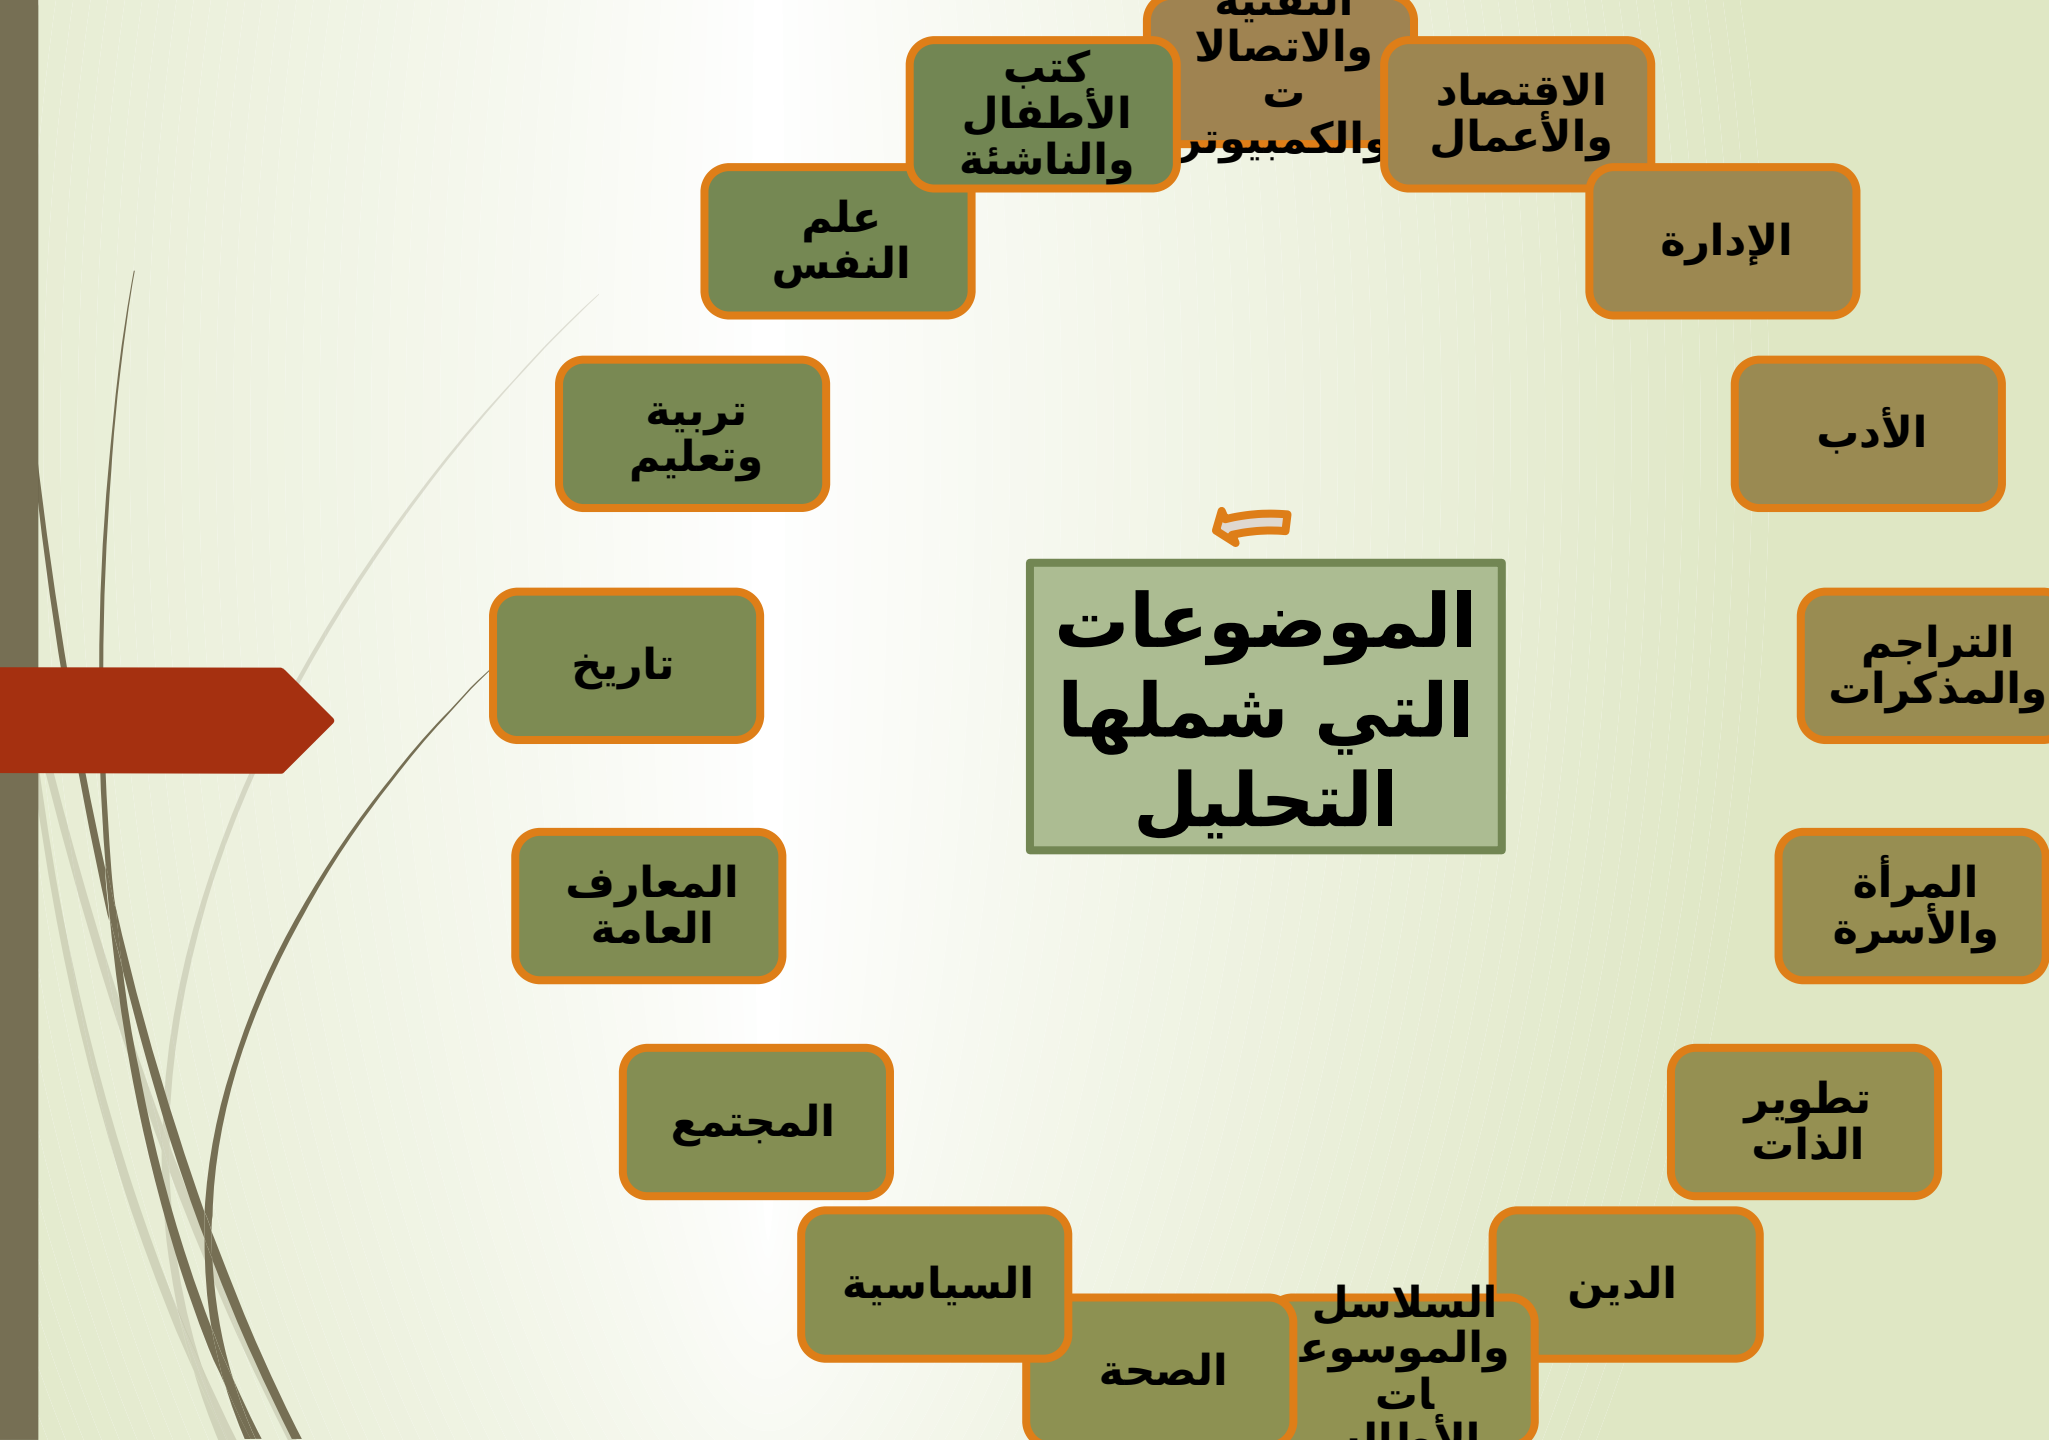 الموضوعات
التي شملها
التحليل
التقنية
والاتصالا
ت
والكمبيوتر
الاقتصاد
والأعمال
الإدارة
الأدب
التراجم
والمذكرات
المرأة
والأسرة
تطوير
الذات
الدين
السلاسل
والموسوع
ات
الصحة
السياسية
المجتمع
المعارف
العامة
تاريخ
تربية
وتعليم
علم
النفس
كتب
الأطفال
والناشئة